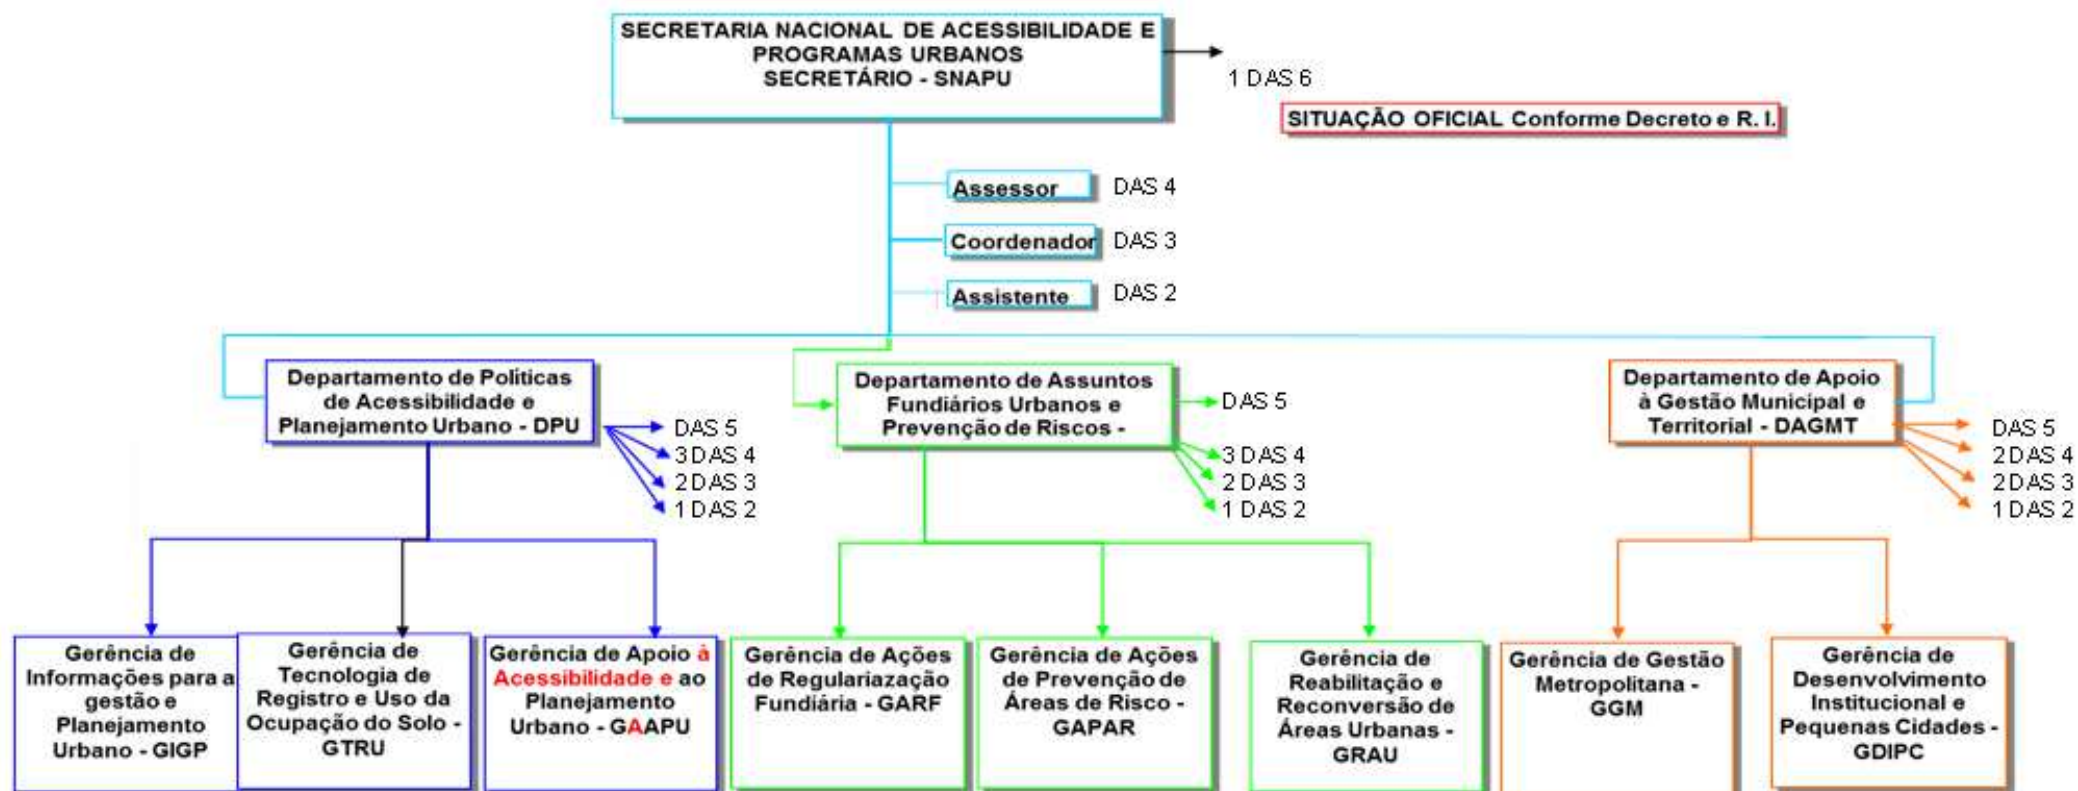 SECRETARIA NACIONAL DE ACESSIBILIDADE E
PROGRAMAS URBANOS
SECRETÁRIO - SNAPU
1 DAS 6
SITUAÇÃO OFICIAL Conforme Decreto e R. I.
Assessor DAS 4
Coordenador DAS 3
Assistente DAS 2
Departamento de Políticas
de Acessibilidade e
Planejamento Urbano - DPU
DAS 5
3 DAS 4
2 DAS 3
1 DAS 2
Departamento de Assuntos
Fundiários Urbanos e
Prevenção de Riscos -
DAS 5
3 DAS 4
2 DAS 3
1 DAS 2
Departamento de Apoio
à Gestão Municipal e
Territorial - DAGMT
DAS 5
2 DAS 4
2 DAS 3
1 DAS 2
Gerência de
Informações para a
gestão e
Planejamento
Urbano - GIGP
Gerência de
Tecnologia de
Registro e Uso da
Ocupação do Solo -
GTRU
Gerência de Apoio à
Acessibilidade e ao
Planejamento
Urbano - GAAPU
Gerência de Ações
de Regulariazação
Fundiária - GARF
Gerência de Ações
de Prevenção de
Áreas de Risco -
GAPAR
Gerência de
Reabilitação e
Reconversão de
Áreas Urbanas -
GRAU
Gerência de Gestão
Metropolitana -
GGM
Gerência de
Desenvolvimento
Institucional e
Pequenas Cidades -
GDIPC